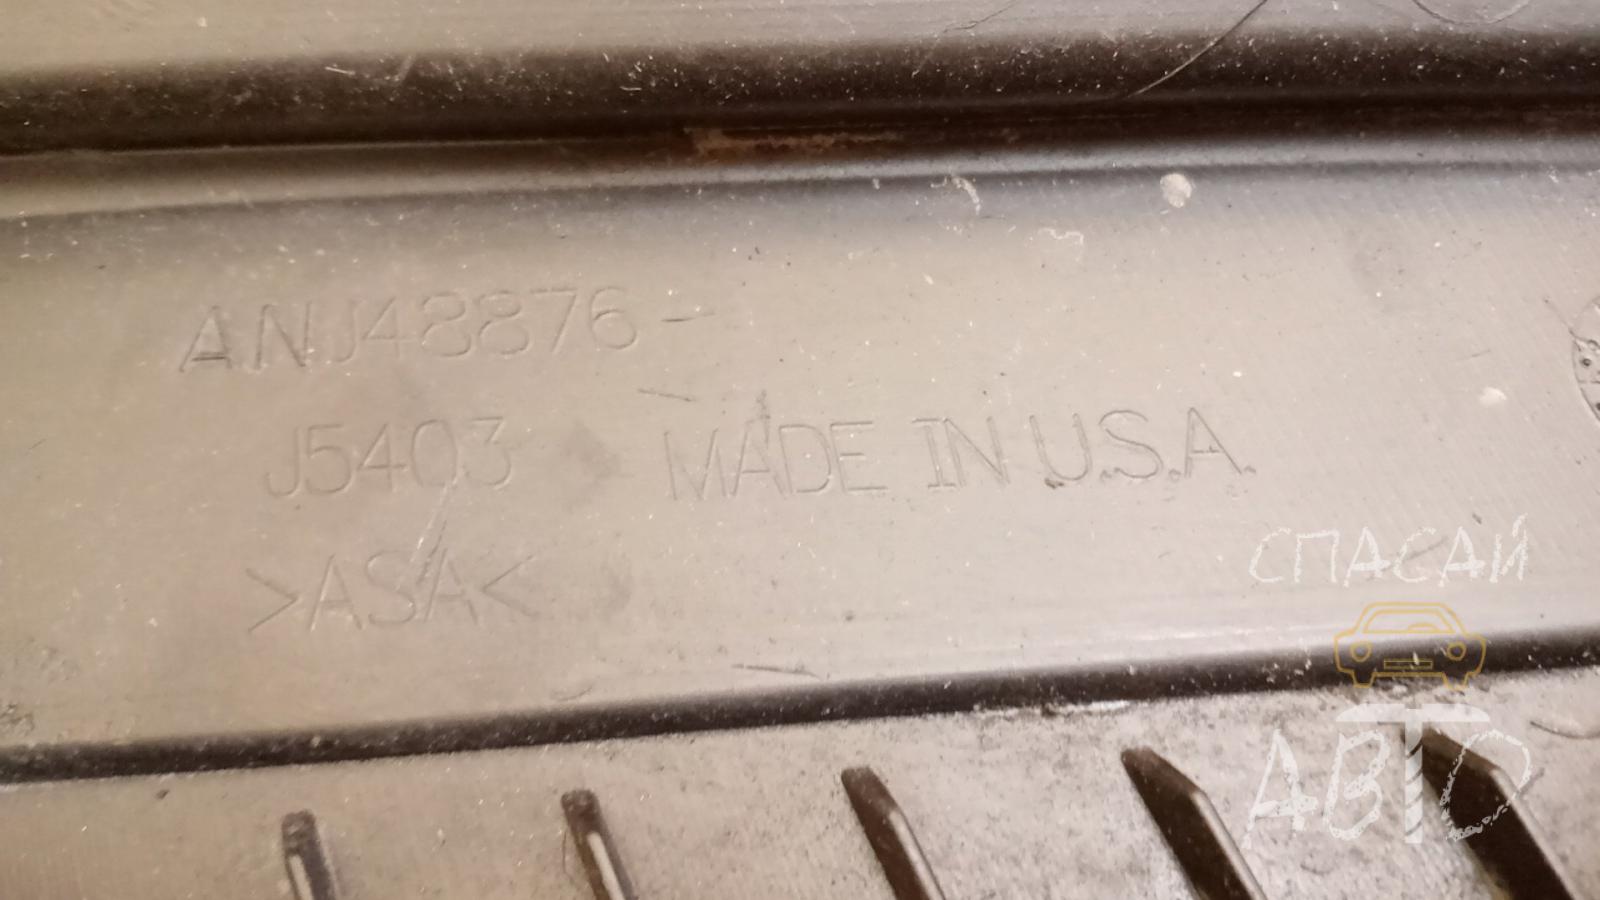 ANJ48876-
J5403 MADE IN U.S.A.
>ASA<
СПАСАЙ
АВТО